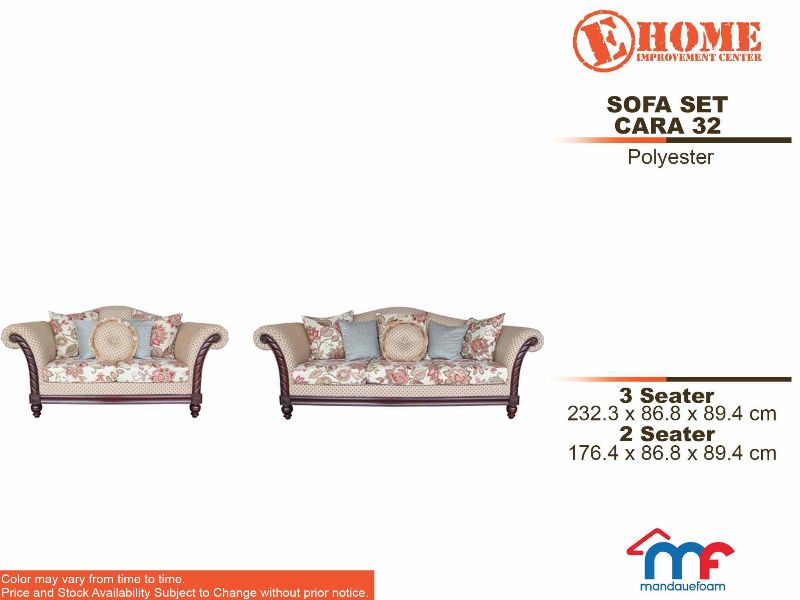 E HOME
IMPROVEMENT CENTER
SOFA SET
CARA 32
Polyester
3 Seater
232.3 x 86.8 x 89.4 cm
2 Seater
176.4 x 86.8 x 89.4 cm
mf
mandauefoam
Color may vary from time to time.
Price and Stock Availability Subject to Change without prior notice.